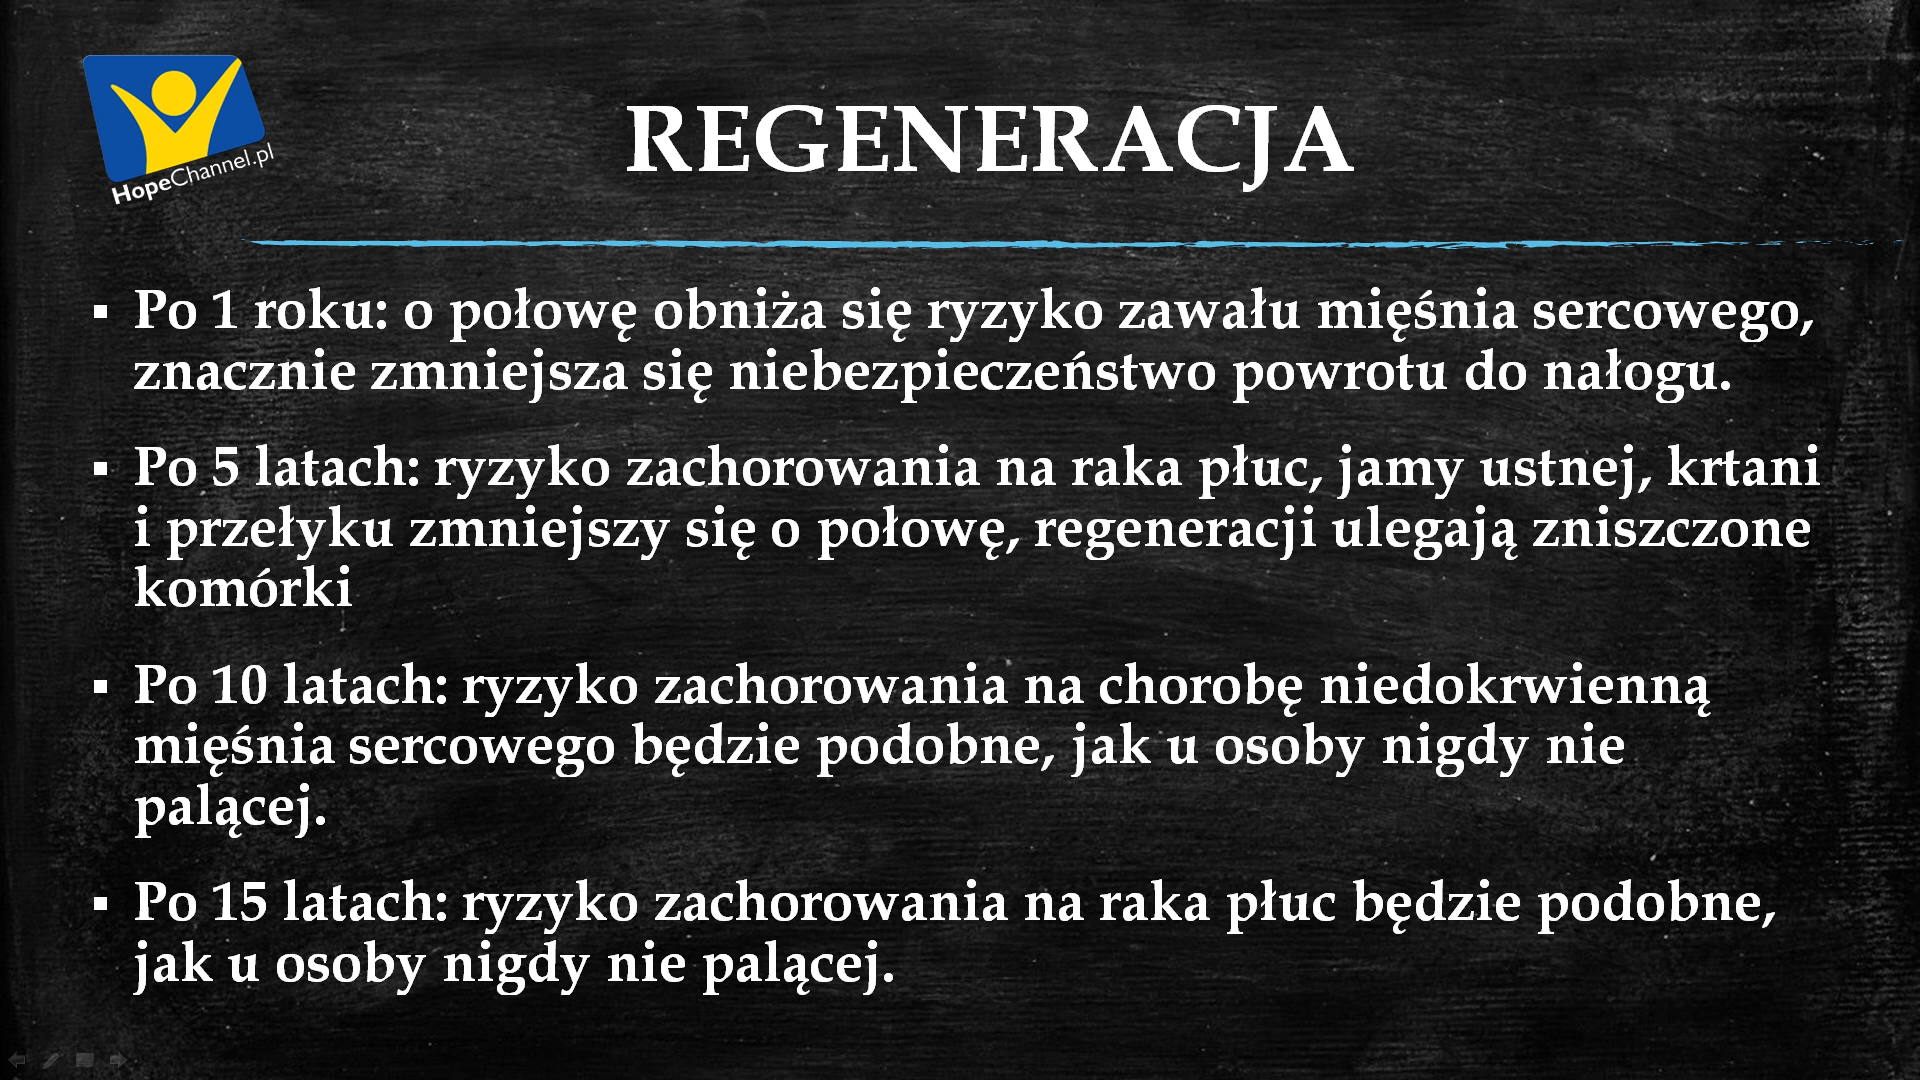 HopeChannel.pl
REGENERACJA
▪ Po 1 roku: o połowę obniża się ryzyko zawału mięśnia sercowego,
znacznie zmniejsza się niebezpieczeństwo powrotu do nałogu.
▪ Po 5 latach: ryzyko zachorowania na raka płuc, jamy ustnej, krtani
i przełyku zmniejszy się o połowę, regeneracji ulegają zniszczone
komórki
▪ Po 10 latach: ryzyko zachorowania na chorobę niedokrwienną
mięśnia sercowego będzie podobne, jak u osoby nigdy nie
palącej.
▪ Po 15 latach: ryzyko zachorowania na raka płuc będzie podobne,
jak u osoby nigdy nie palącej.